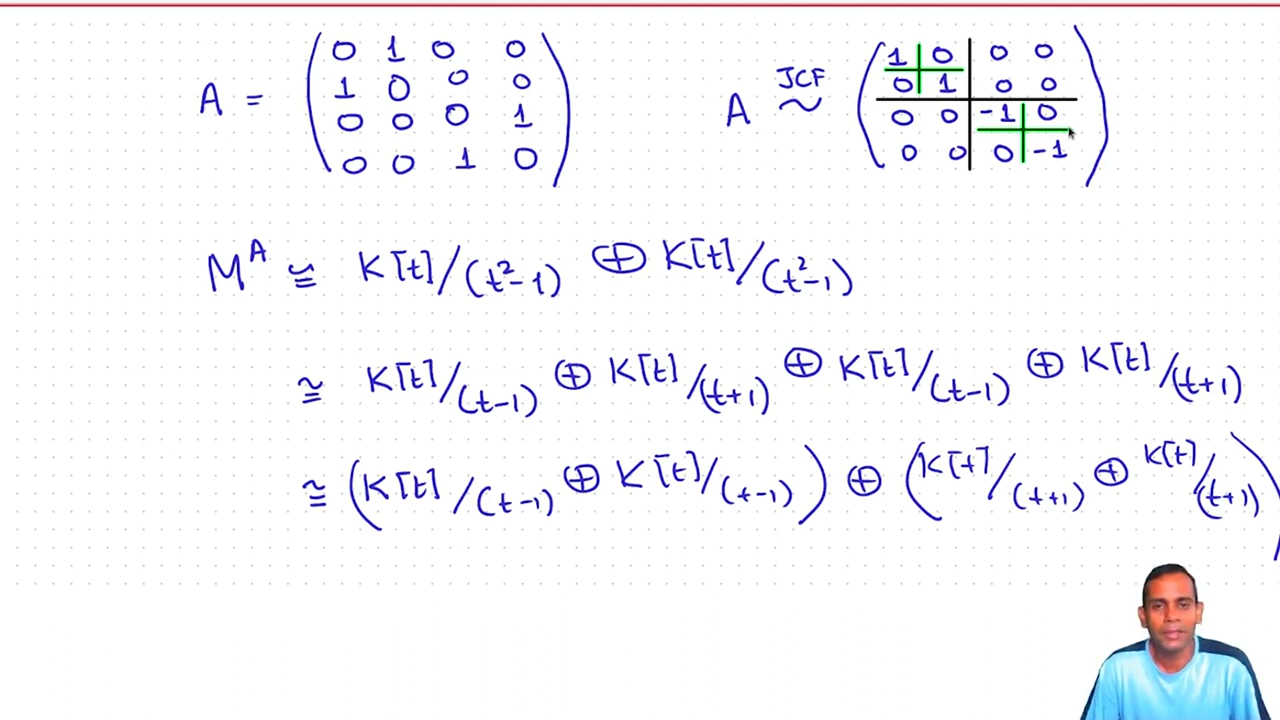 A = ( 0 1 0 0
1 0 0 0
0 0 0 1
0 0 1 0 )
A JCF ~ ( 1 0 0 0
0 1 0 0
0 0 -1 0
0 0 0 -1 )
M^A ≅ K[t]/(t²-1) ⊕ K[t]/(t²-1)
≅ K[t]/(t-1) ⊕ K[t]/(t+1) ⊕ K[t]/(t-1) ⊕ K[t]/(t+1)
≅ (K[t]/(t-1) ⊕ K[t]/(t-1)) ⊕ (K[t]/(t+1) ⊕ K[t]/(t+1))